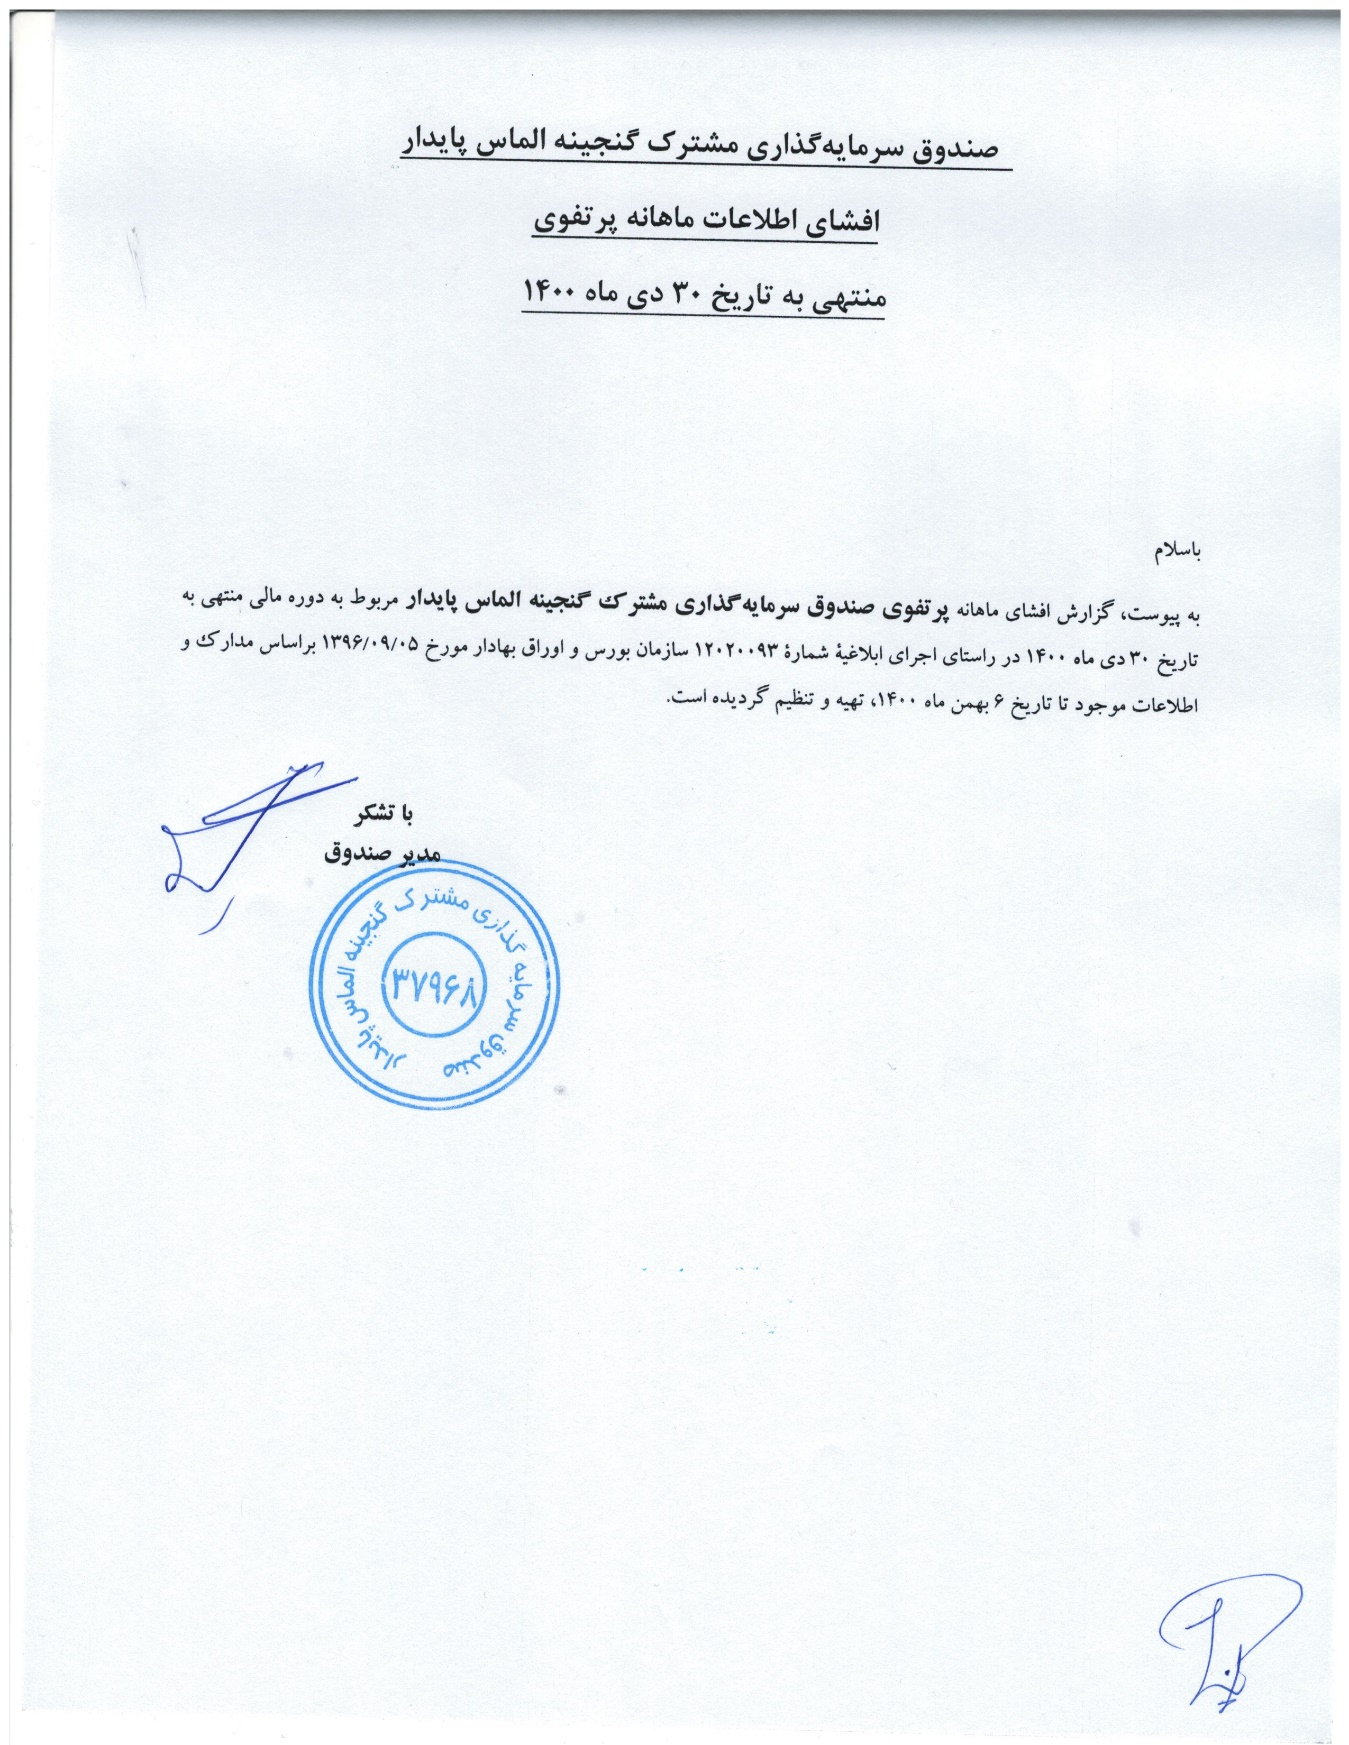 صندوق سرمایه‌گذاری مشترک گنجینه الماس پایدار
افشای اطلاعات ماهانه پرتفوی
منتهی به تاریخ ۳۰ دی ماه ۱۴۰۰
باسلام
به پیوست، گزارش افشای ماهانه پرتفوی صندوق سرمایه‌گذاری مشترک گنجینه الماس پایدار مربوط به دوره مالی منتهی به
تاریخ ۳۰ دی ماه ۱۴۰۰ در راستای اجرای ابلاغیهٔ شمارهٔ ۱۲۰۲۰۰۹۳ سازمان بورس و اوراق بهادار مورخ ۱۳۹۶/۰۹/۰۵ براساس مدارک و
اطلاعات موجود تا تاریخ ۶ بهمن ماه ۱۴۰۰، تهیه و تنظیم گردیده است.
با تشکر
مدیر صندوق
صندوق سرمایه گذاری مشترک گنجینه الماس پایدار
۳۷۹۶۸